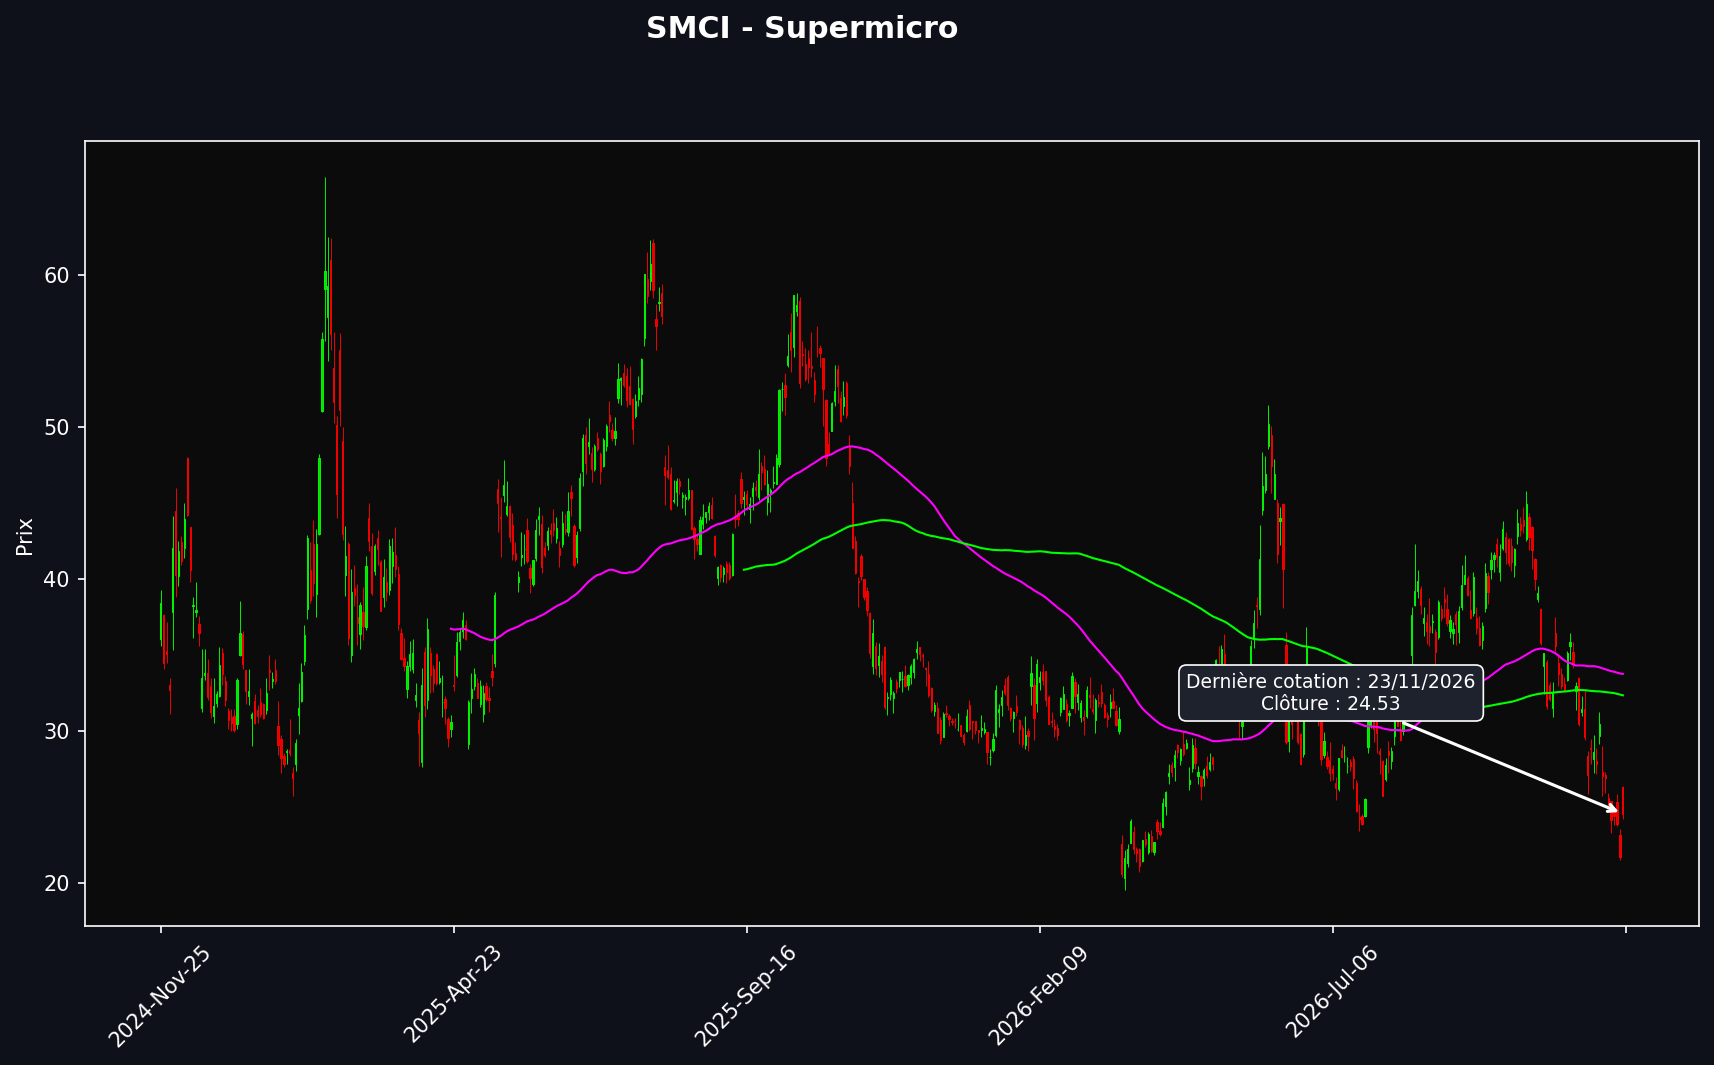 SMCI - Supermicro
Prix
60
50
40
30
20
Dernière cotation : 23/11/2026
Clôture : 24.53
2024-Nov-25
2025-Apr-23
2025-Sep-16
2026-Feb-09
2026-Jul-06